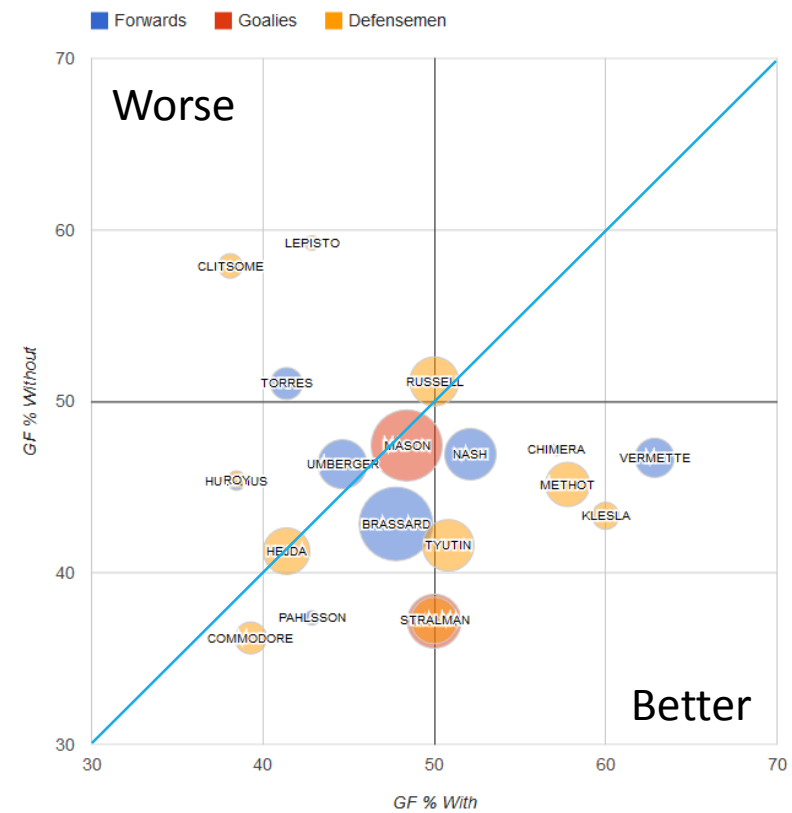 Forwards Goalies Defensemen
70
Worse
60
LEPISTO
CLITSOME
TORRES
RUSSELL
50
GF % Without
MASON
CHIMERA
NASH
VERMETTE
UMBERGER
METHOT
KLESLA
BRASSARD
TYUTIN
HEJDA
40
PAHLSSON
STRALMAN
COMMODORE
Better
30
30 40 50 60 70
GF % With